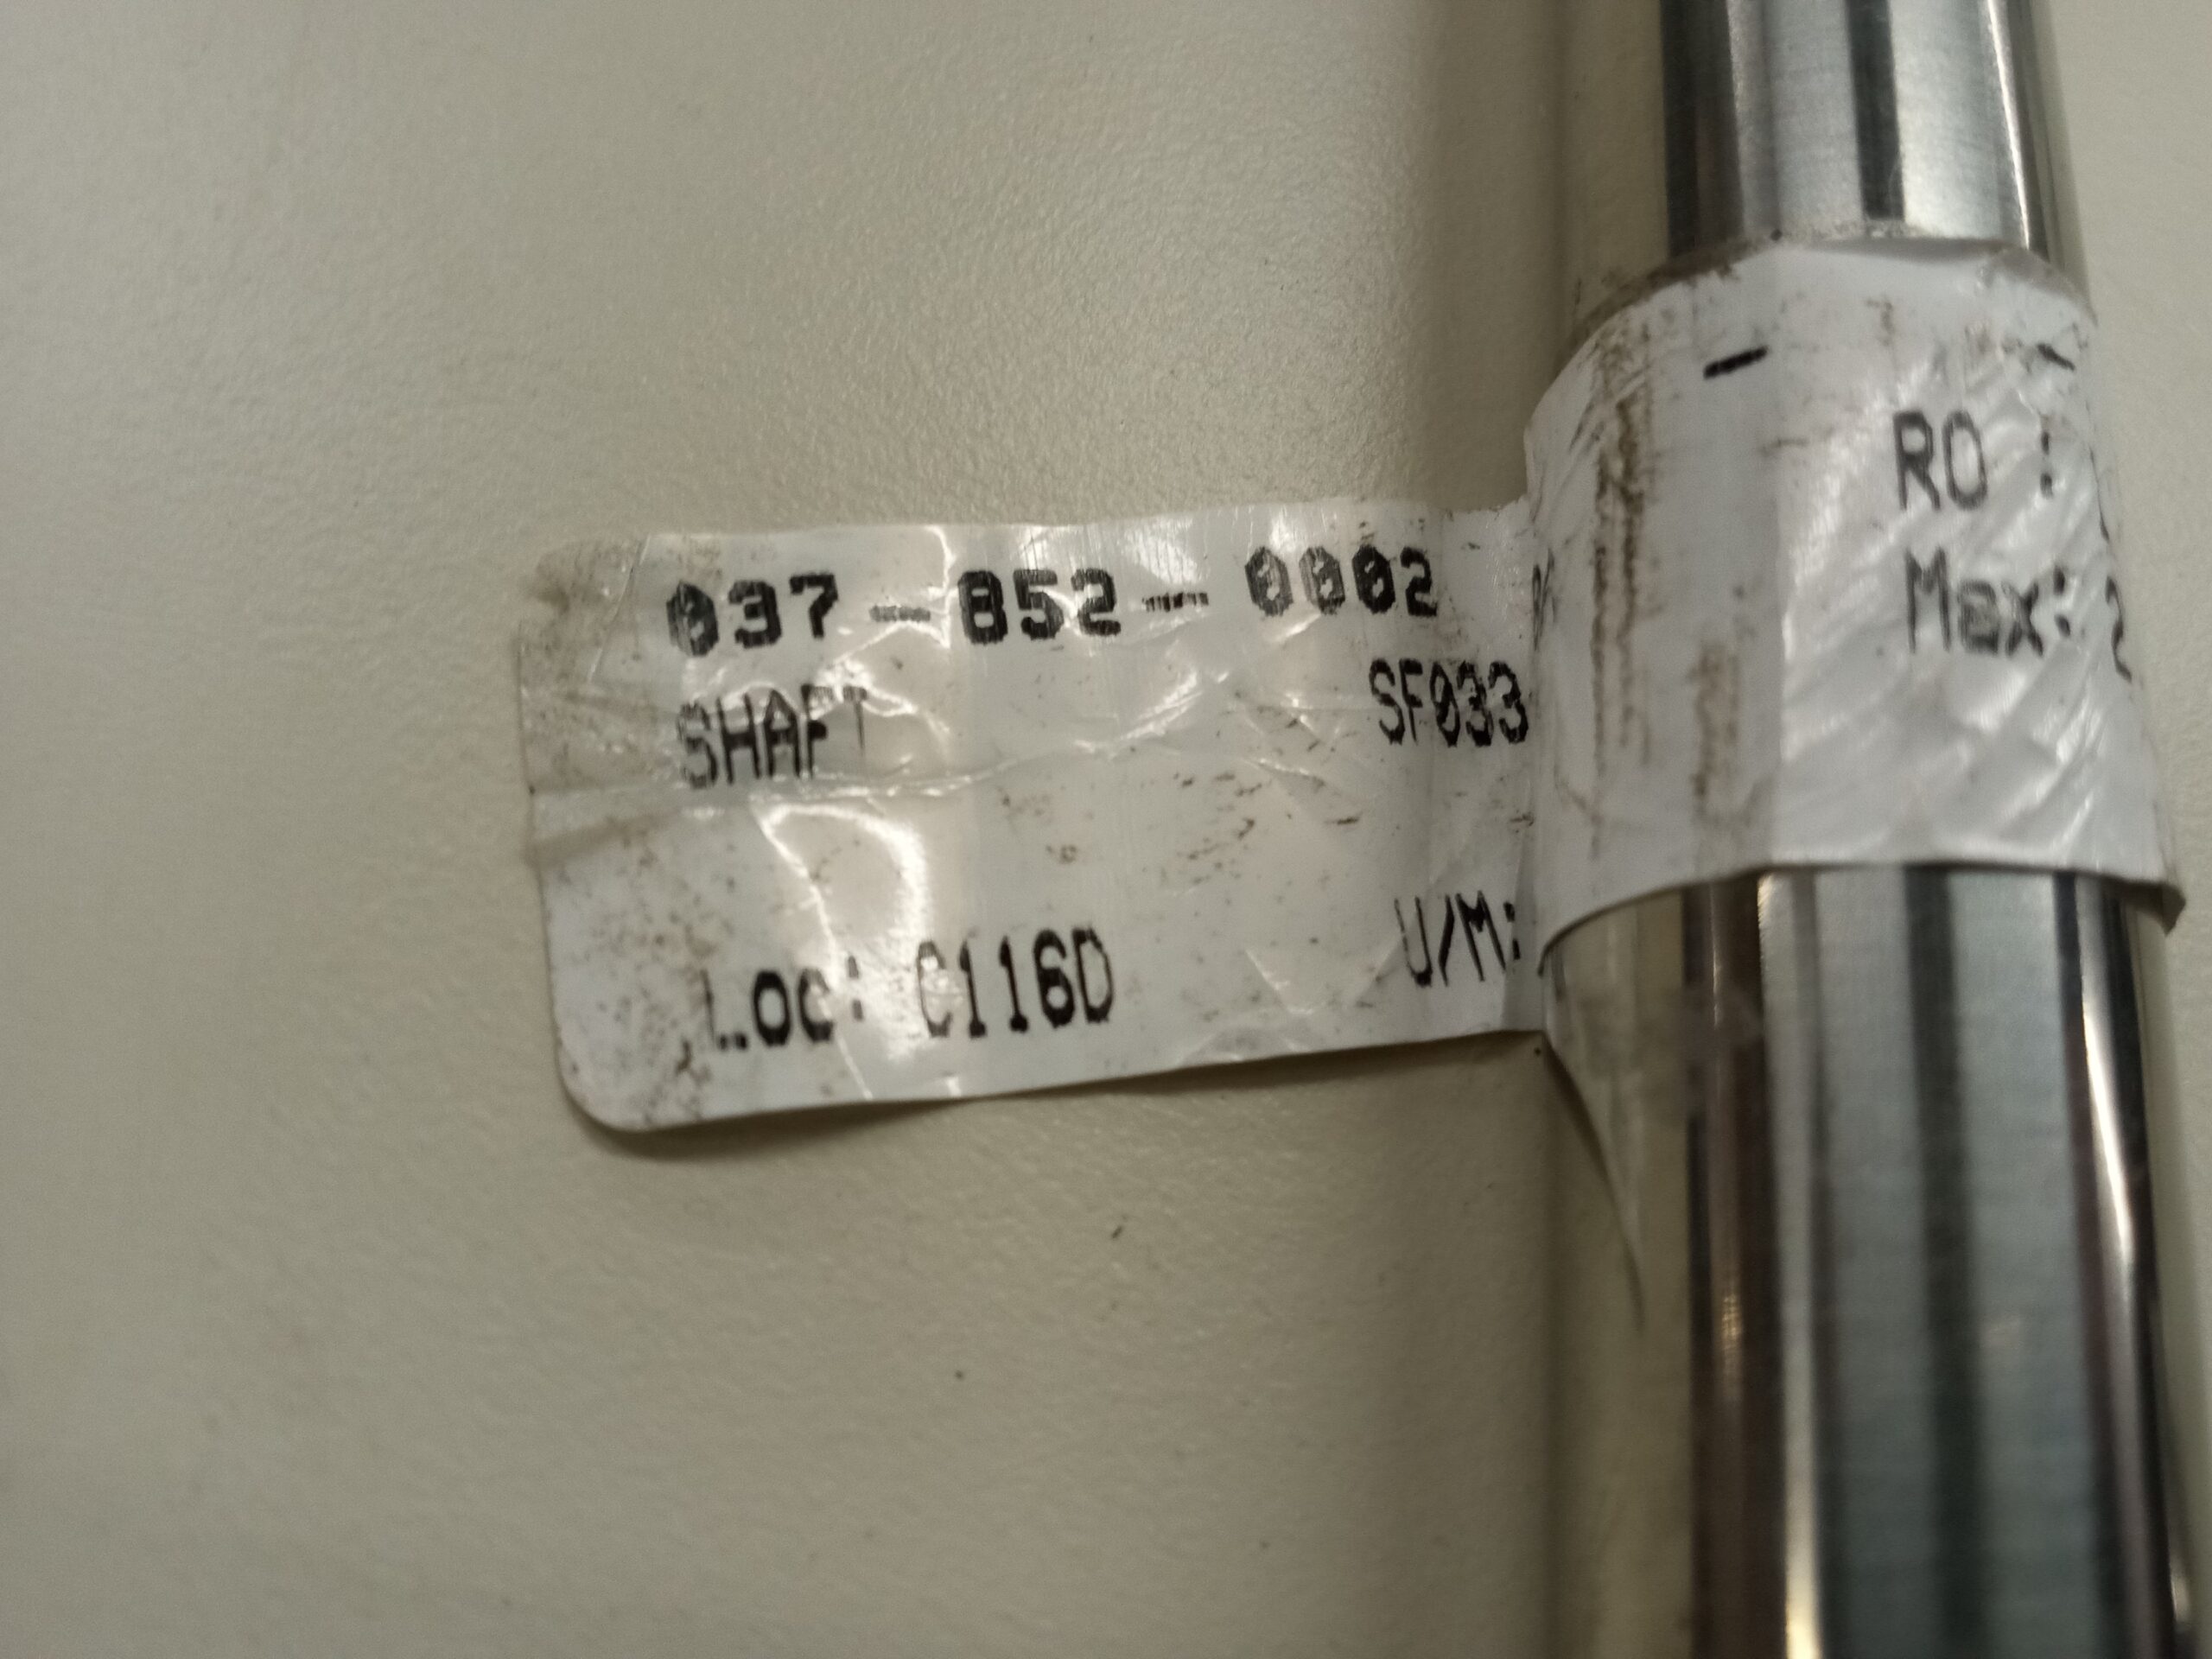 037-852-0002
SHAFT SF033
Loc: C116D U/M:
RO :
Max: